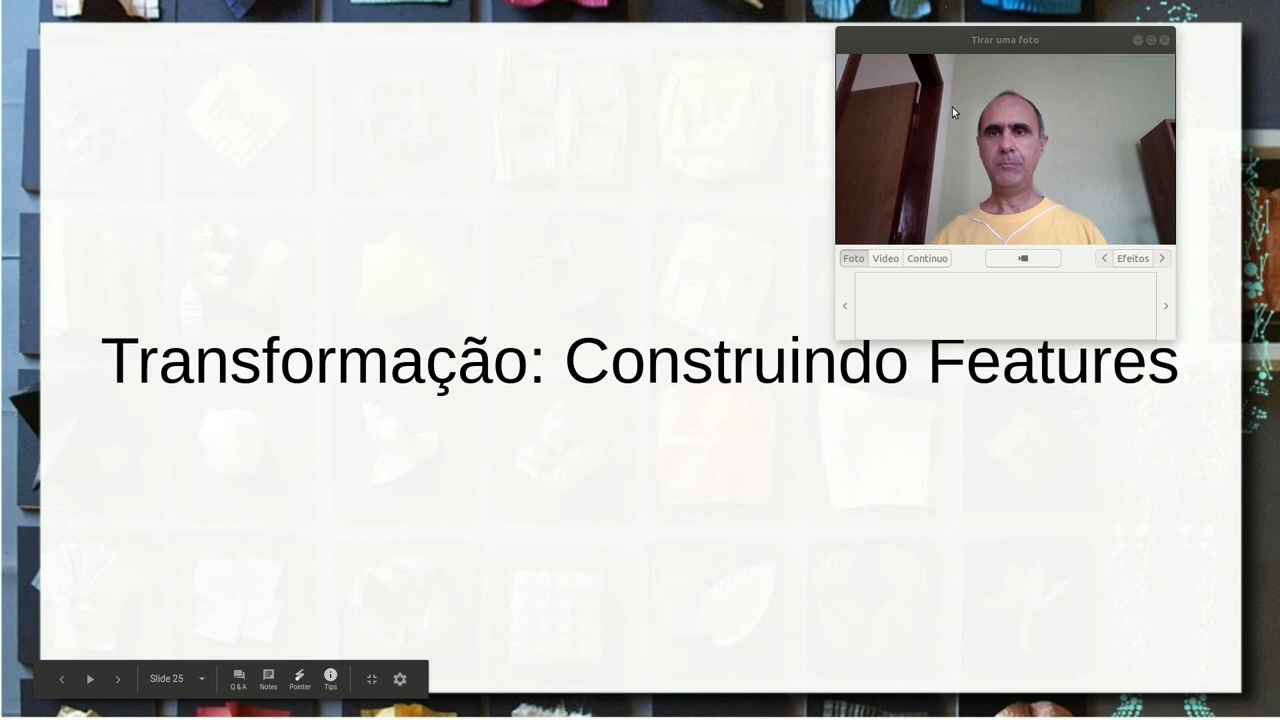 Tirar uma foto
Foto Vídeo Contínuo Efeitos
Transformação: Construindo Features
Slide 25
Q & A Notes Pointer Tips